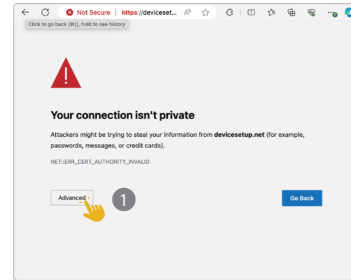 Not Secure | https://deviceset...
Click to go back (⌘[), hold to see history
Your connection isn't private
Attackers might be trying to steal your information from devicesetup.net (for example,
passwords, messages, or credit cards).
NET::ERR_CERT_AUTHORITY_INVALID
Advanced
1
Go Back